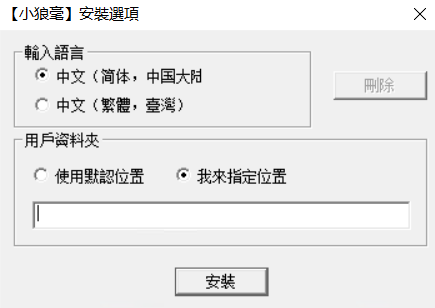 【小狼毫】安裝選項
輸入語言
中文（简体，中国大陆
刪除
中文（繁體，臺灣）
用戶資料夾
使用默認位置
我來指定位置
安裝